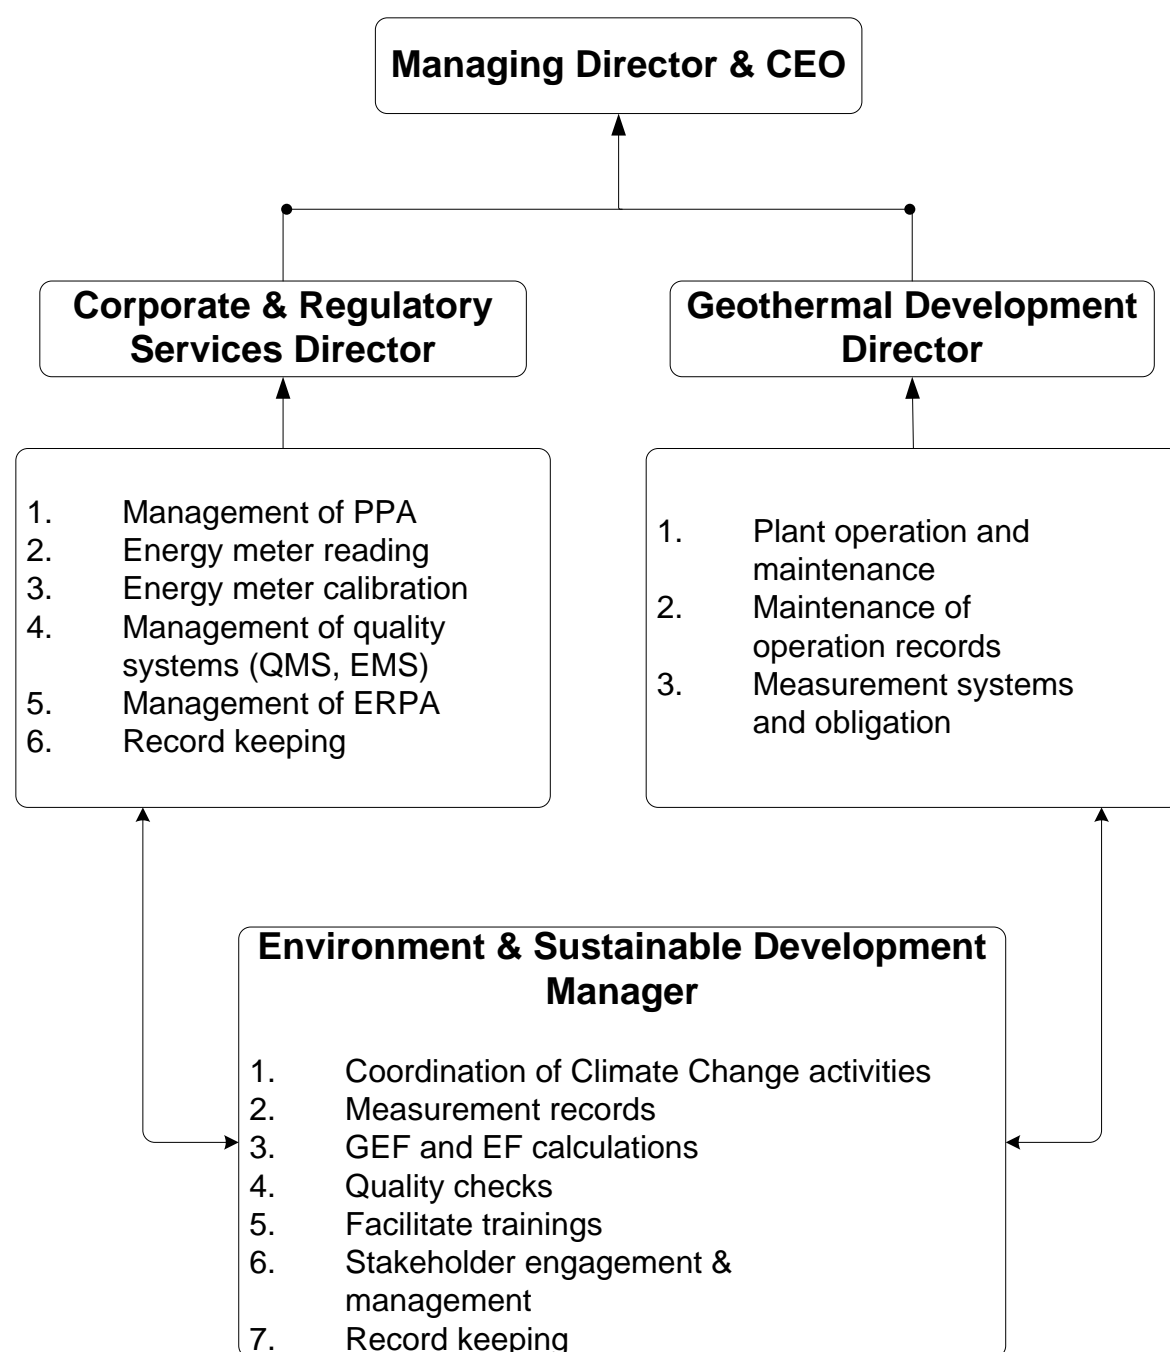 Managing Director & CEO
Corporate & Regulatory
Services Director
Geothermal Development
Director
1. Management of PPA
2. Energy meter reading
3. Energy meter calibration
4. Management of quality
systems (QMS, EMS)
5. Management of ERPA
6. Record keeping
1. Plant operation and
maintenance
2. Maintenance of
operation records
3. Measurement systems
and obligation
Environment & Sustainable Development
Manager
1. Coordination of Climate Change activities
2. Measurement records
3. GEF and EF calculations
4. Quality checks
5. Facilitate trainings
6. Stakeholder engagement &
management
7. Record keeping